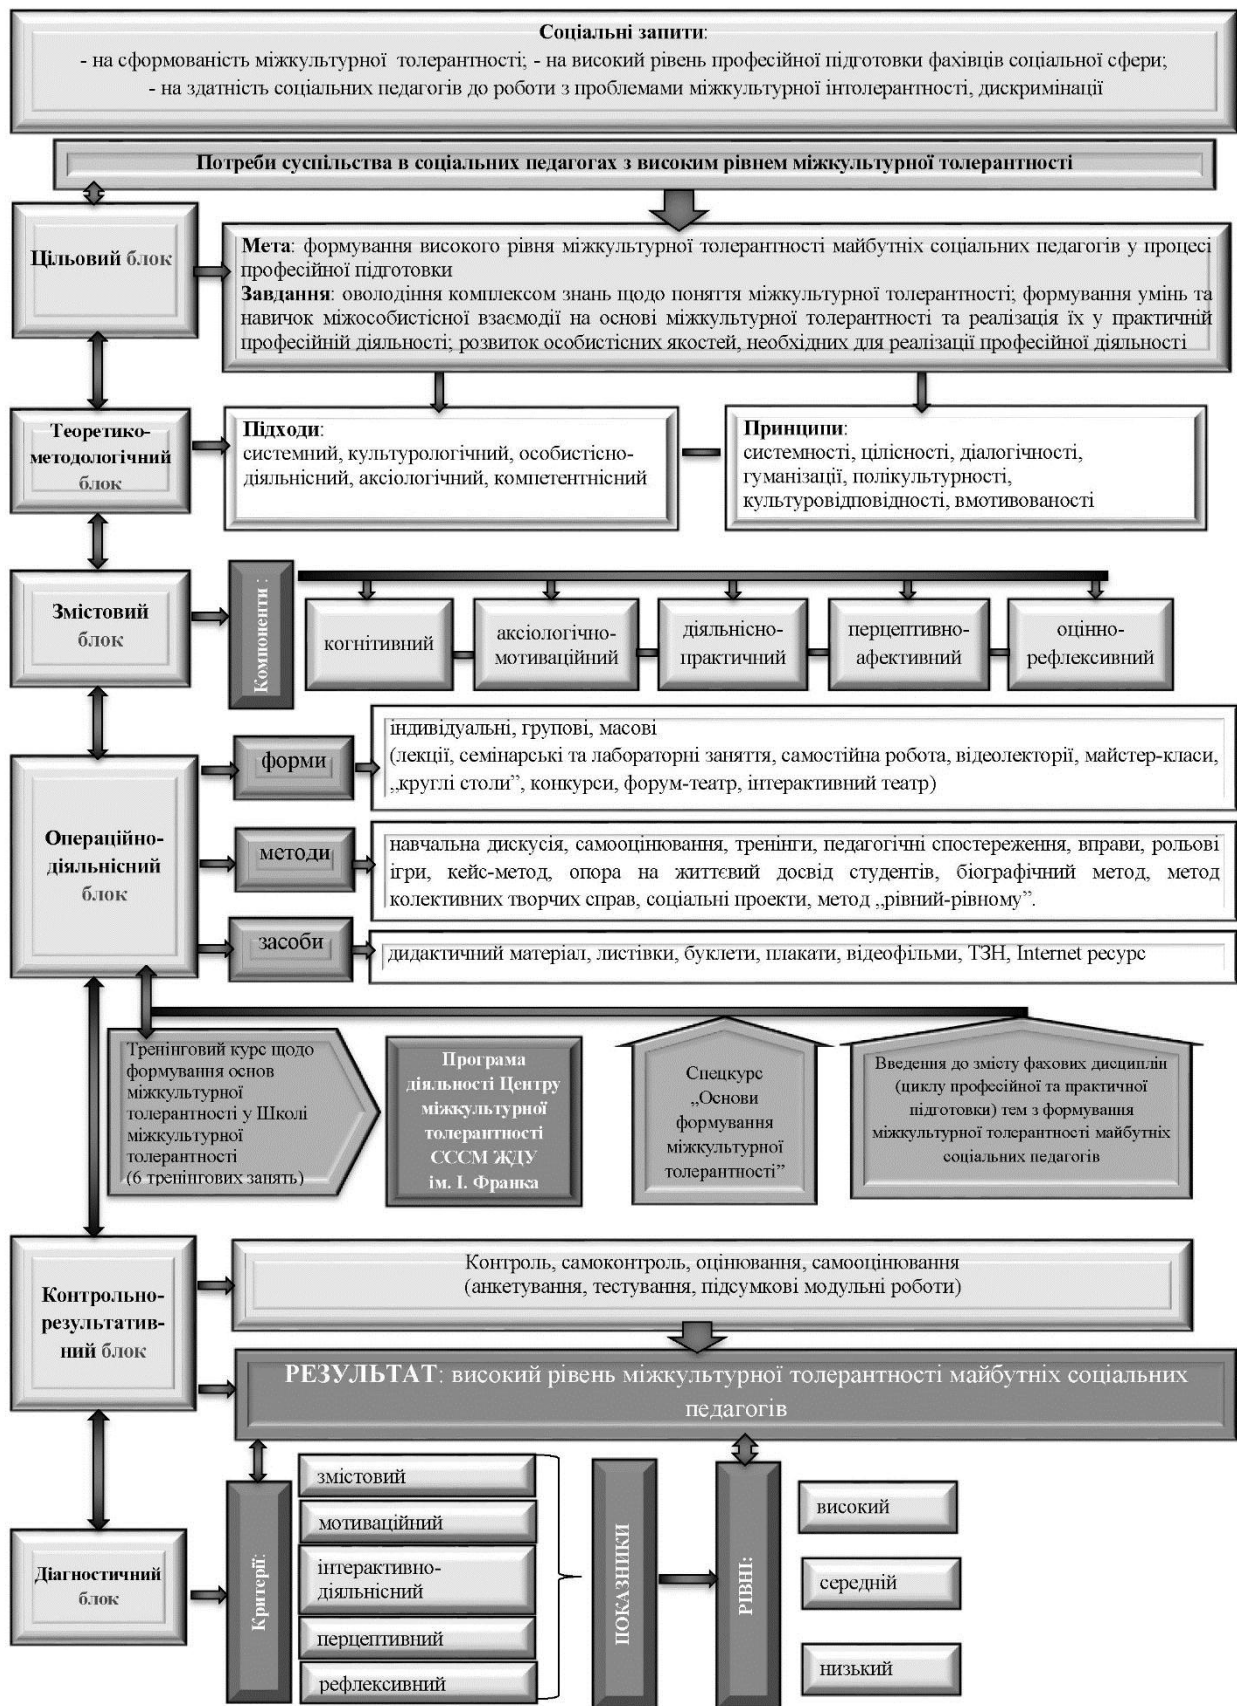 Соціальні запити:
- на сформованість міжкультурної толерантності; - на високий рівень професійної підготовки фахівців соціальної сфери;
- на здатність соціальних педагогів до роботи з проблемами міжкультурної інтолерантності, дискримінації
Потреби суспільства в соціальних педагогах з високим рівнем міжкультурної толерантності
Цільовий блок
Мета: формування високого рівня міжкультурної толерантності майбутніх соціальних педагогів у процесі
професійної підготовки
Завдання: оволодіння комплексом знань щодо поняття міжкультурної толерантності; формування умінь та
навичок міжособистісної взаємодії на основі міжкультурної толерантності та реалізація їх у практичній
професійній діяльності; розвиток особистісних якостей, необхідних для реалізації професійної діяльності
Теоретико-
методологічний
блок
Підходи:
системний, культурологічний, особистісно-
діяльнісний, аксіологічний, компетентнісний
Принципи:
системності, цілісності, діалогічності,
гуманізації, полікультурності,
культуровідповідності, вмотивованості
Змістовий
блок
Компоненти :
когнітивний
аксіологічно-
мотиваційний
діяльнісно-
практичний
перцептивно-
афективний
оцінно-
рефлексивний
Операційно-
діяльнісний
блок
форми
індивідуальні, групові, масові
(лекції, семінарські та лабораторні заняття, самостійна робота, відеолекторії, майстер-класи,
„круглі столи”, конкурси, форум-театр, інтерактивний театр)
методи
навчальна дискусія, самооцінювання, тренінги, педагогічні спостереження, вправи, рольові
ігри, кейс-метод, опора на життєвий досвід студентів, біографічний метод, метод
колективних творчих справ, соціальні проекти, метод „рівний-рівному”.
засоби
дидактичний матеріал, листівки, буклети, плакати, відеофільми, ТЗН, Internet ресурс
Тренінговий курс щодо
формування основ
міжкультурної
толерантності у Школі
міжкультурної
толерантності
(6 тренінгових занять)
Програма
діяльності Центру
міжкультурної
толерантності
СССМ ЖДУ
ім. І. Франка
Спецкурс
„Основи
формування
міжкультурної
толерантності”
Введення до змісту фахових дисциплін
(циклу професійної та практичної
підготовки) тем з формування
міжкультурної толерантності майбутніх
соціальних педагогів
Контрольно-
результатив-
ний блок
Контроль, самоконтроль, оцінювання, самооцінювання
(анкетування, тестування, підсумкові модульні роботи)
РЕЗУЛЬТАТ: високий рівень міжкультурної толерантності майбутніх соціальних
педагогів
Діагностичний
блок
Критерії:
змістовий
мотиваційний
інтерактивно-
діяльнісний
перцептивний
рефлексивний
ПОКАЗНИКИ
РІВНІ:
високий
середній
низький